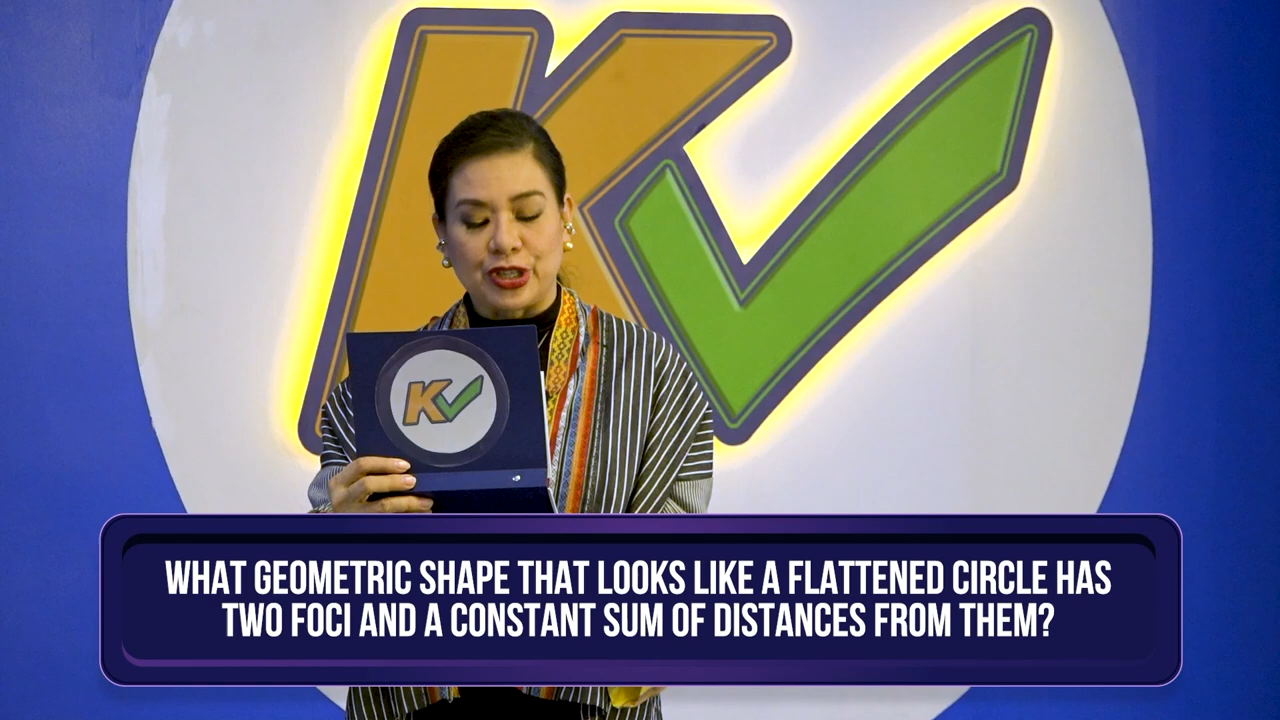 K
K
WHAT GEOMETRIC SHAPE THAT LOOKS LIKE A FLATTENED CIRCLE HAS
TWO FOCI AND A CONSTANT SUM OF DISTANCES FROM THEM?